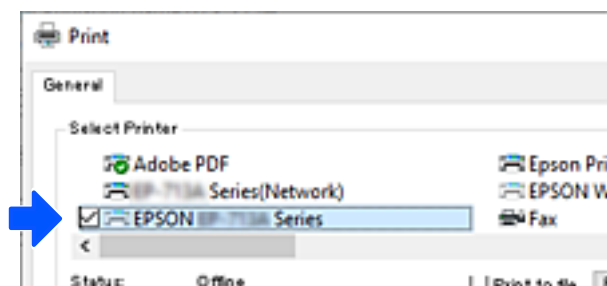 Print
General
Select Printer
Adobe PDF
Epson Pri
Series(Network)
EPSON W
EPSON Series
Fax
Status: Offline
Print to file